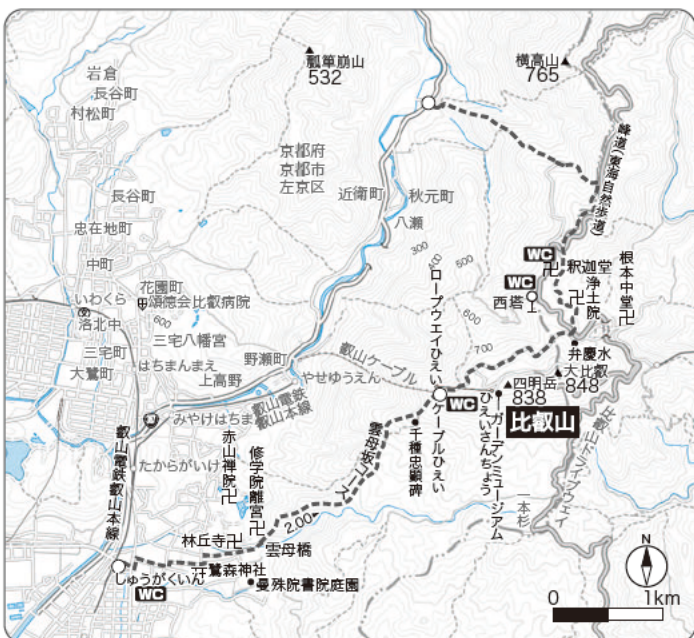 瓢箪崩山
532
横高山
765
岩倉
長谷町
村松町
京都府
京都市
左京区
峰道(東海自然歩道)
長谷町
近衛町
秋元町
八瀬
忠在地町
中町
300
400
500
WC
釈迦堂
根本中堂
花園町
頌徳会比叡病院
WC
浄土院
いわくら
洛北中
600
西塔
ロープウエイひえい
600
三宅八幡宮
三宅町
はちまんまえ
野瀬町
叡山ケーブル
700
弁慶水
大鷲町
上高野
やせゆうえん
大比叡
848
四明岳
838
叡山電鉄
叡山本線
みやけはちまん
WC
ケーブルひえい
比叡山
叡山電鉄叡山本線
たからがいけ
赤山禅院
修学院離宮
雲母坂コース
千種忠顕碑
ひえいさんちょう
ガーデンミュージアム
比叡山ドライブウェイ
一本杉
2.00
林丘寺
雲母橋
しゅうがくいん
鷺森神社
WC
曼殊院書院庭園
N
0
1km